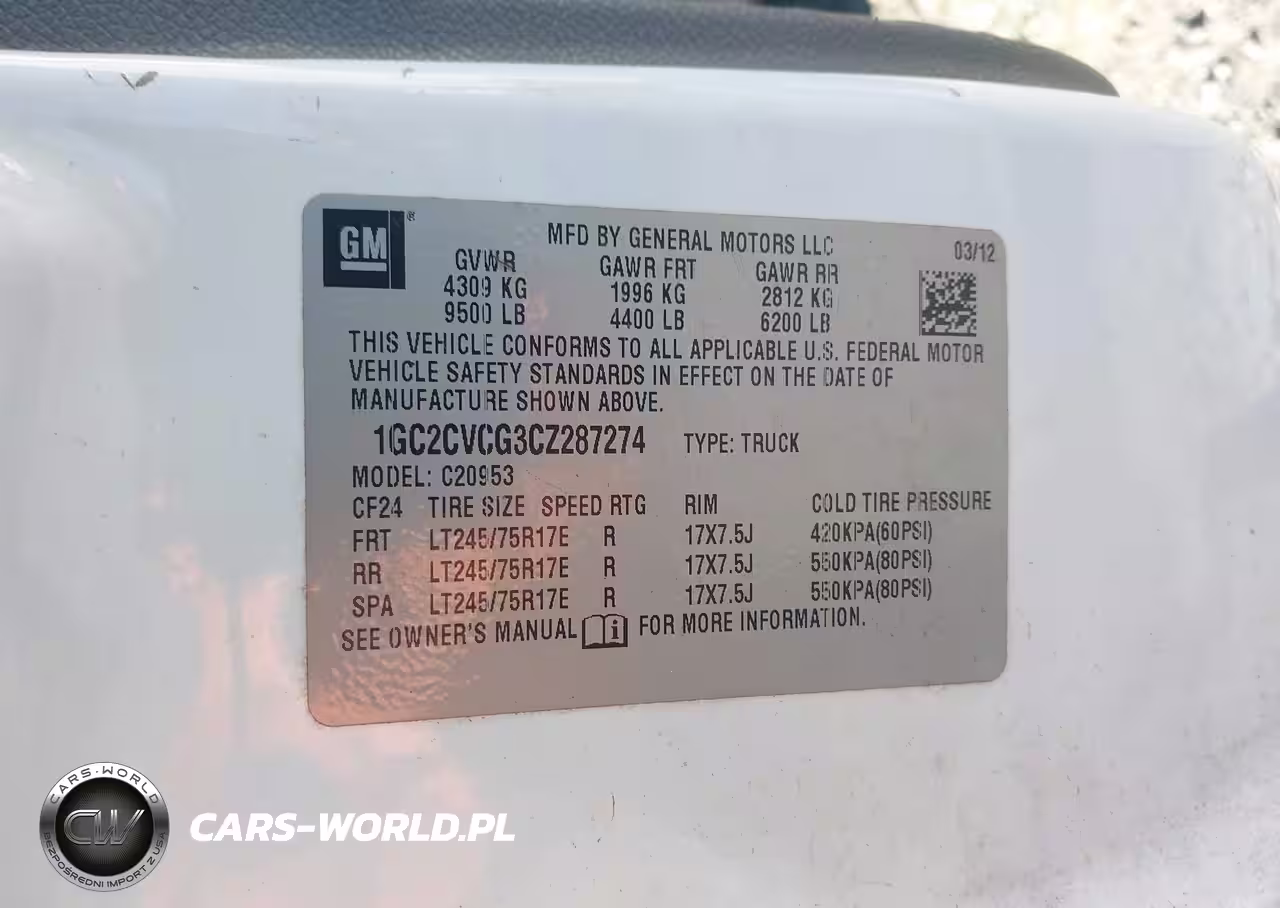 GM ®
MFD BY GENERAL MOTORS LLC 03/12
GVWR GAWR FRT GAWR RR
4309 KG 1996 KG 2812 KG
9500 LB 4400 LB 6200 LB
THIS VEHICLE CONFORMS TO ALL APPLICABLE U.S. FEDERAL MOTOR
VEHICLE SAFETY STANDARDS IN EFFECT ON THE DATE OF
MANUFACTURE SHOWN ABOVE.
1GC2CVCG3CZ287274 TYPE: TRUCK
MODEL: C20953
CF24 TIRE SIZE SPEED RTG RIM COLD TIRE PRESSURE
FRT LT245/75R17E R 17X7.5J 420KPA(60PSI)
RR LT245/75R17E R 17X7.5J 550KPA(80PSI)
SPA LT245/75R17E R 17X7.5J 550KPA(80PSI)
SEE OWNER'S MANUAL i FOR MORE INFORMATION.
CARS-WORLD
CW
BEZPOŚREDNI IMPORT Z USA
CARS-WORLD.PL